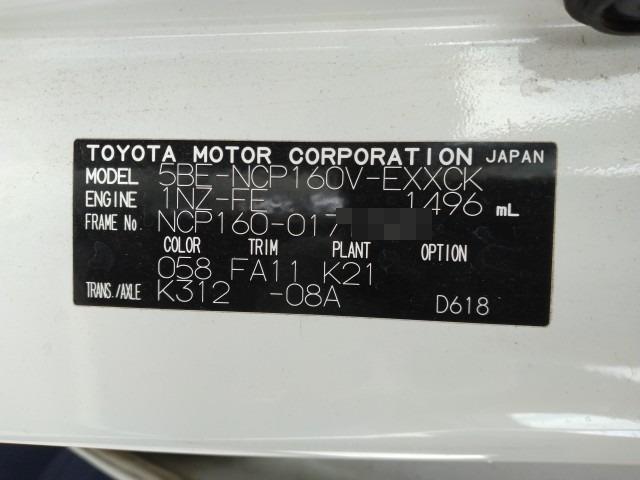 TOYOTA MOTOR CORPORATION JAPAN
MODEL 5BE-NCP160V-EXXCK
ENGINE 1NZ-FE 1496 mL
FRAME No. NCP160-017
COLOR TRIM PLANT OPTION
058 FA11 K21
TRANS./AXLE K312 -08A D618